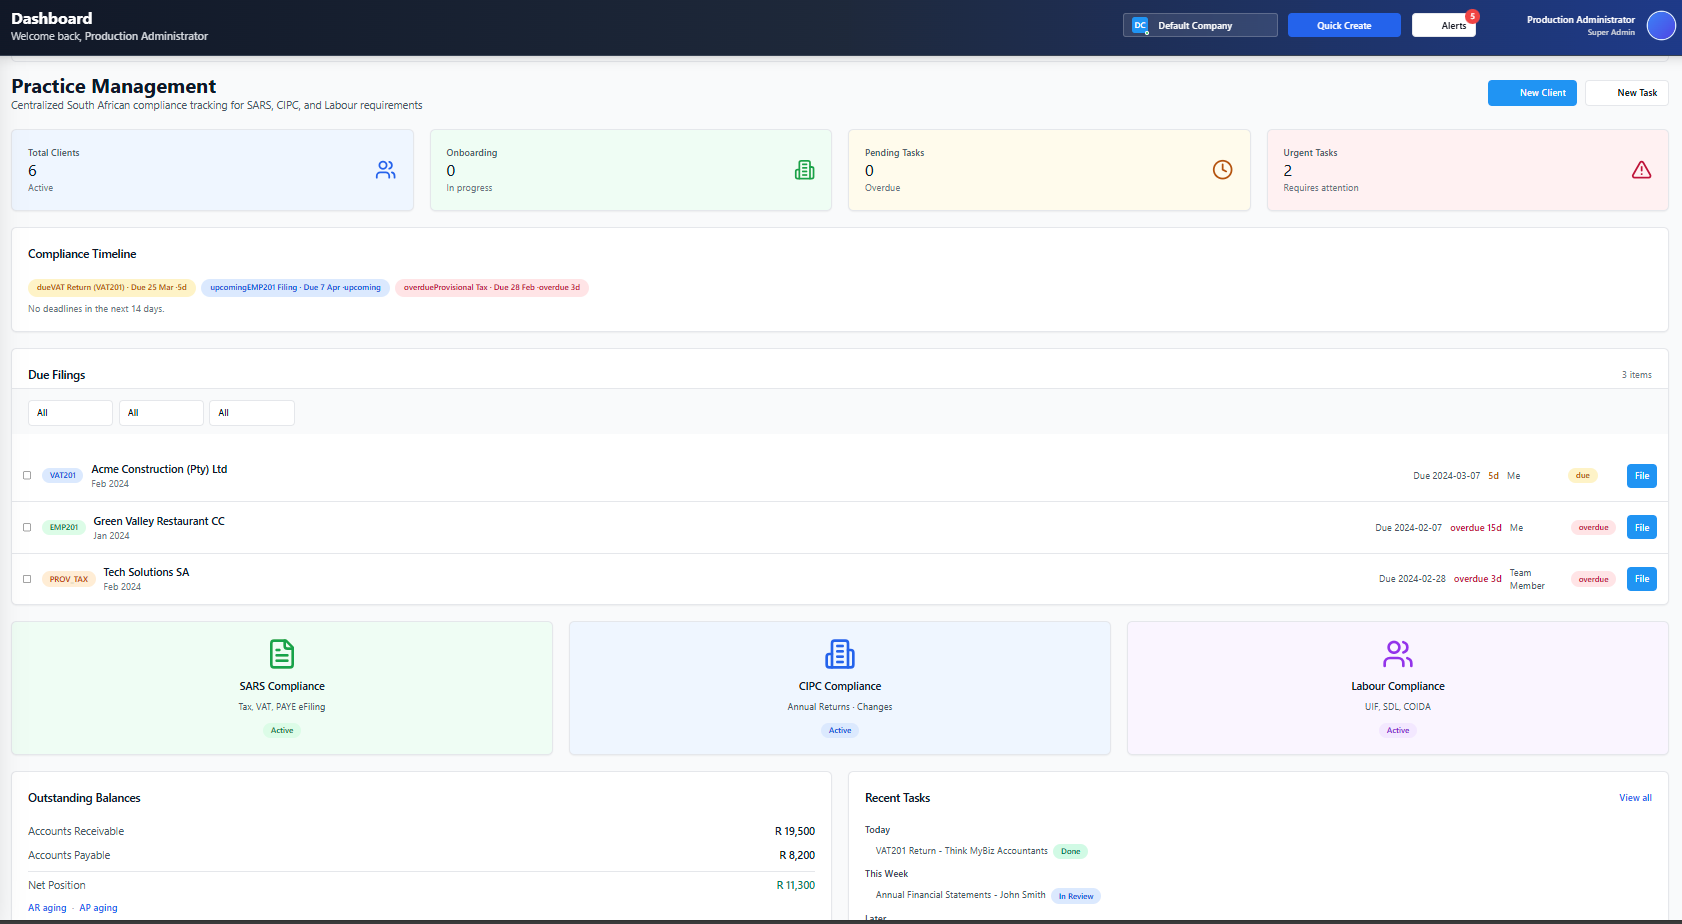 Dashboard
Welcome back, Production Administrator
DC Default Company
Quick Create
Alerts 5
Production Administrator
Super Admin
Practice Management
Centralized South African compliance tracking for SARS, CIPC, and Labour requirements
New Client
New Task
Total Clients
6
Active
Onboarding
0
In progress
Pending Tasks
0
Overdue
Urgent Tasks
2
Requires attention
Compliance Timeline
dueVAT Return (VAT201) · Due 25 Mar ·5d
upcomingEMP201 Filing · Due 7 Apr ·upcoming
overdueProvisional Tax · Due 28 Feb ·overdue 3d
No deadlines in the next 14 days.
Due Filings
3 items
All
All
All
VAT201
Acme Construction (Pty) Ltd
Feb 2024
Due 2024-03-07 5d Me
due
File
EMP201
Green Valley Restaurant CC
Jan 2024
Due 2024-02-07 overdue 15d Me
overdue
File
PROV_TAX
Tech Solutions SA
Feb 2024
Due 2024-02-28 overdue 3d
Team
Member
overdue
File
SARS Compliance
Tax, VAT, PAYE eFiling
Active
CIPC Compliance
Annual Returns · Changes
Active
Labour Compliance
UIF, SDL, COIDA
Active
Outstanding Balances
Accounts Receivable R 19,500
Accounts Payable R 8,200
Net Position R 11,300
AR aging · AP aging
Recent Tasks
View all
Today
VAT201 Return - Think MyBiz Accountants Done
This Week
Annual Financial Statements - John Smith In Review
Later